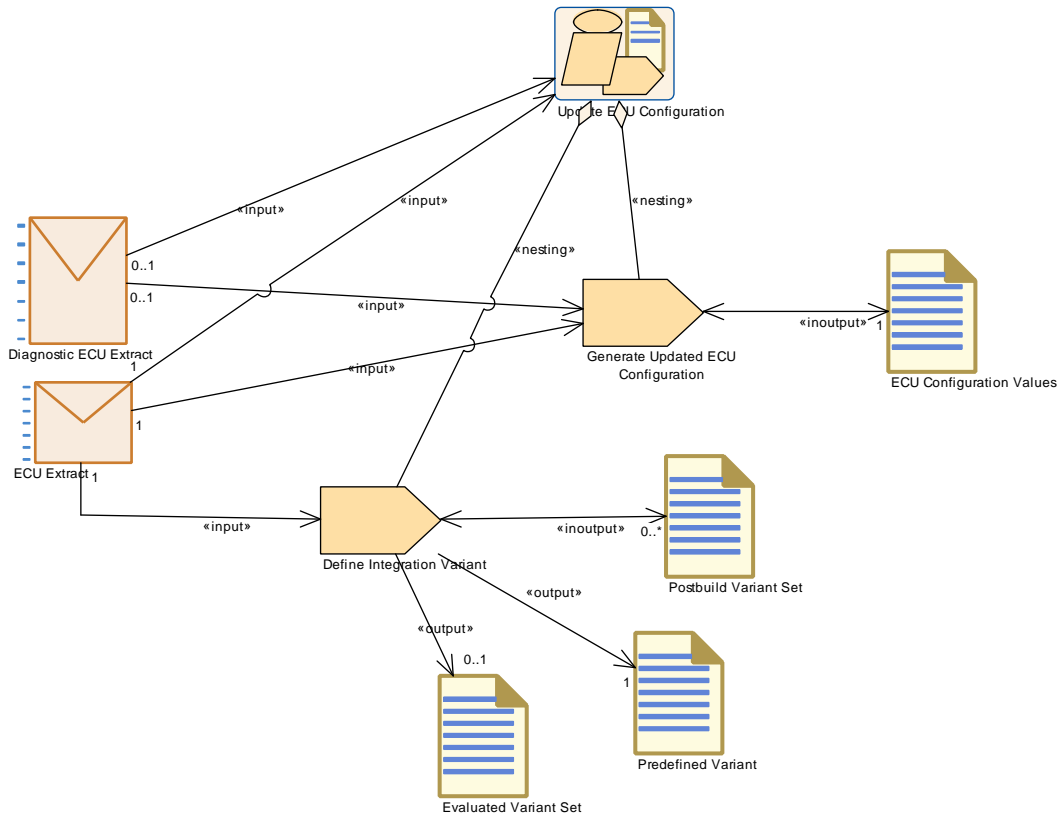 Update ECU Configuration
«input»
«input»
«nesting»
«nesting»
0..1
0..1
«input»
«inoutput»
1
Diagnostic ECU Extract
Generate Updated ECU
Configuration
1
«input»
ECU Configuration Values
1
ECU Extract
1
«input»
«inoutput»
0..*
Define Integration Variant
Postbuild Variant Set
«output»
«output»
0..1
1
Predefined Variant
Evaluated Variant Set